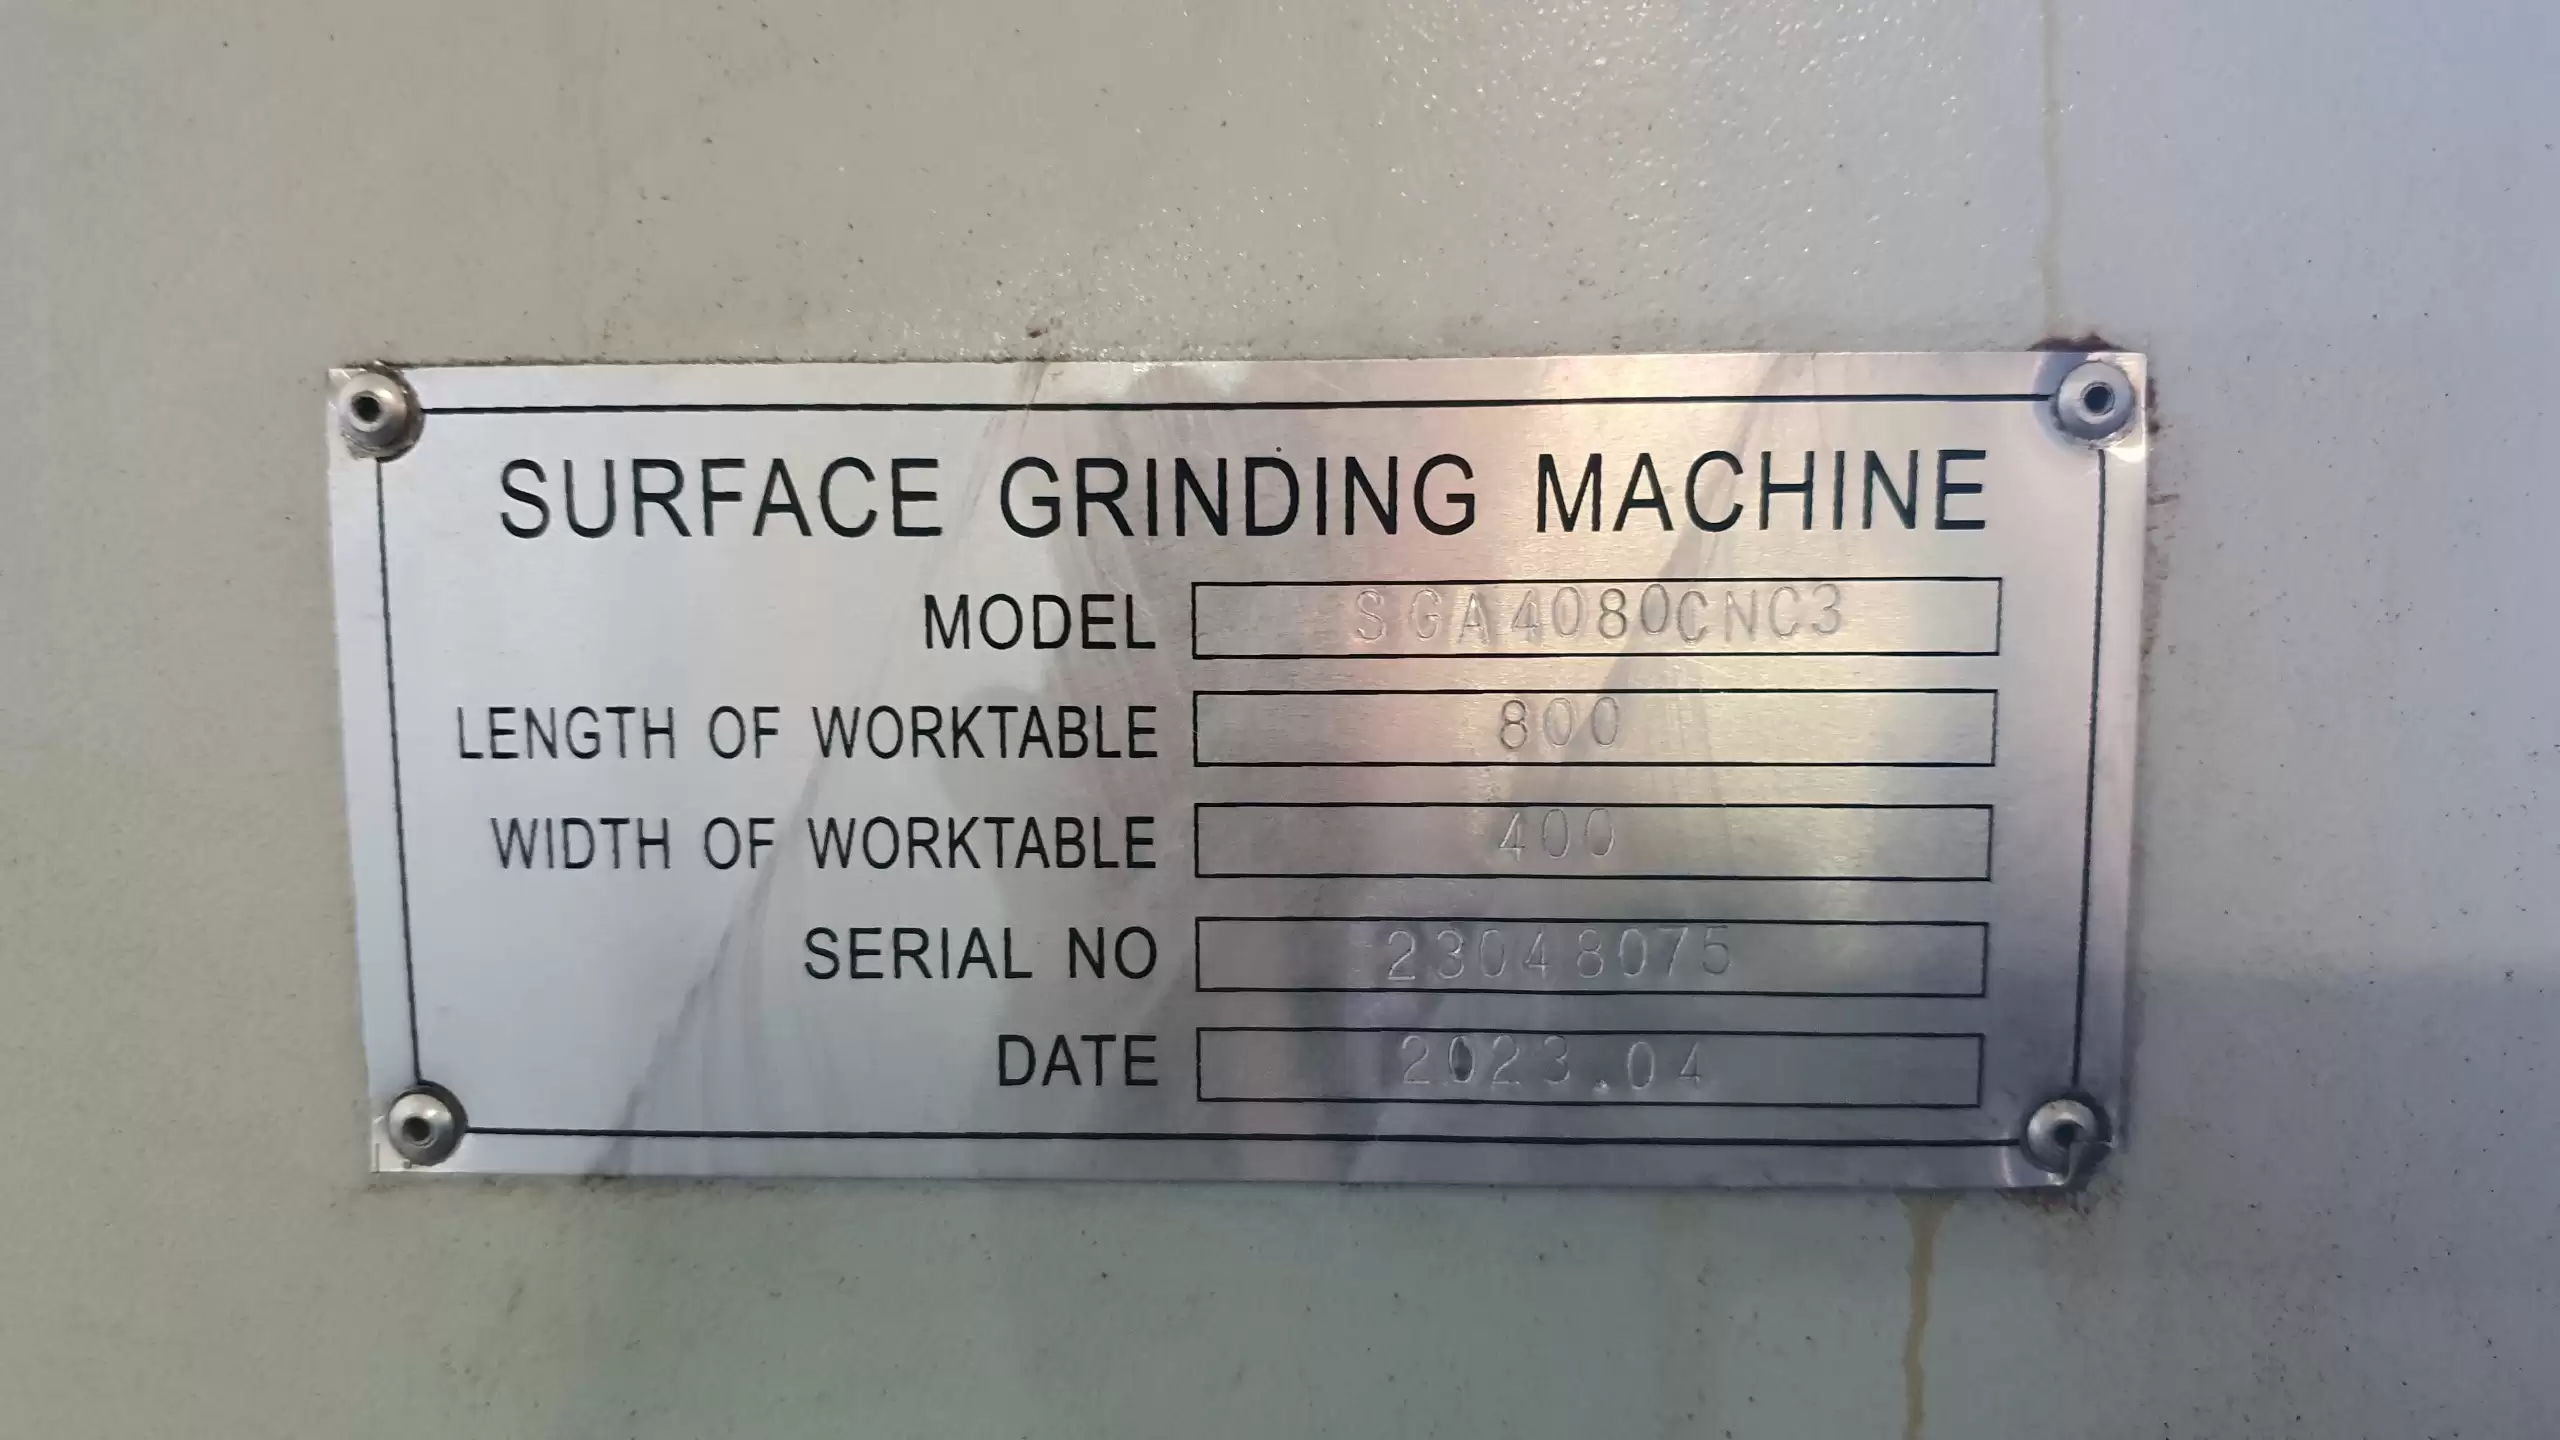 SURFACE GRINDING MACHINE
MODEL SGA4080CNC3
LENGTH OF WORKTABLE 800
WIDTH OF WORKTABLE 400
SERIAL NO 23048075
DATE 2023.04